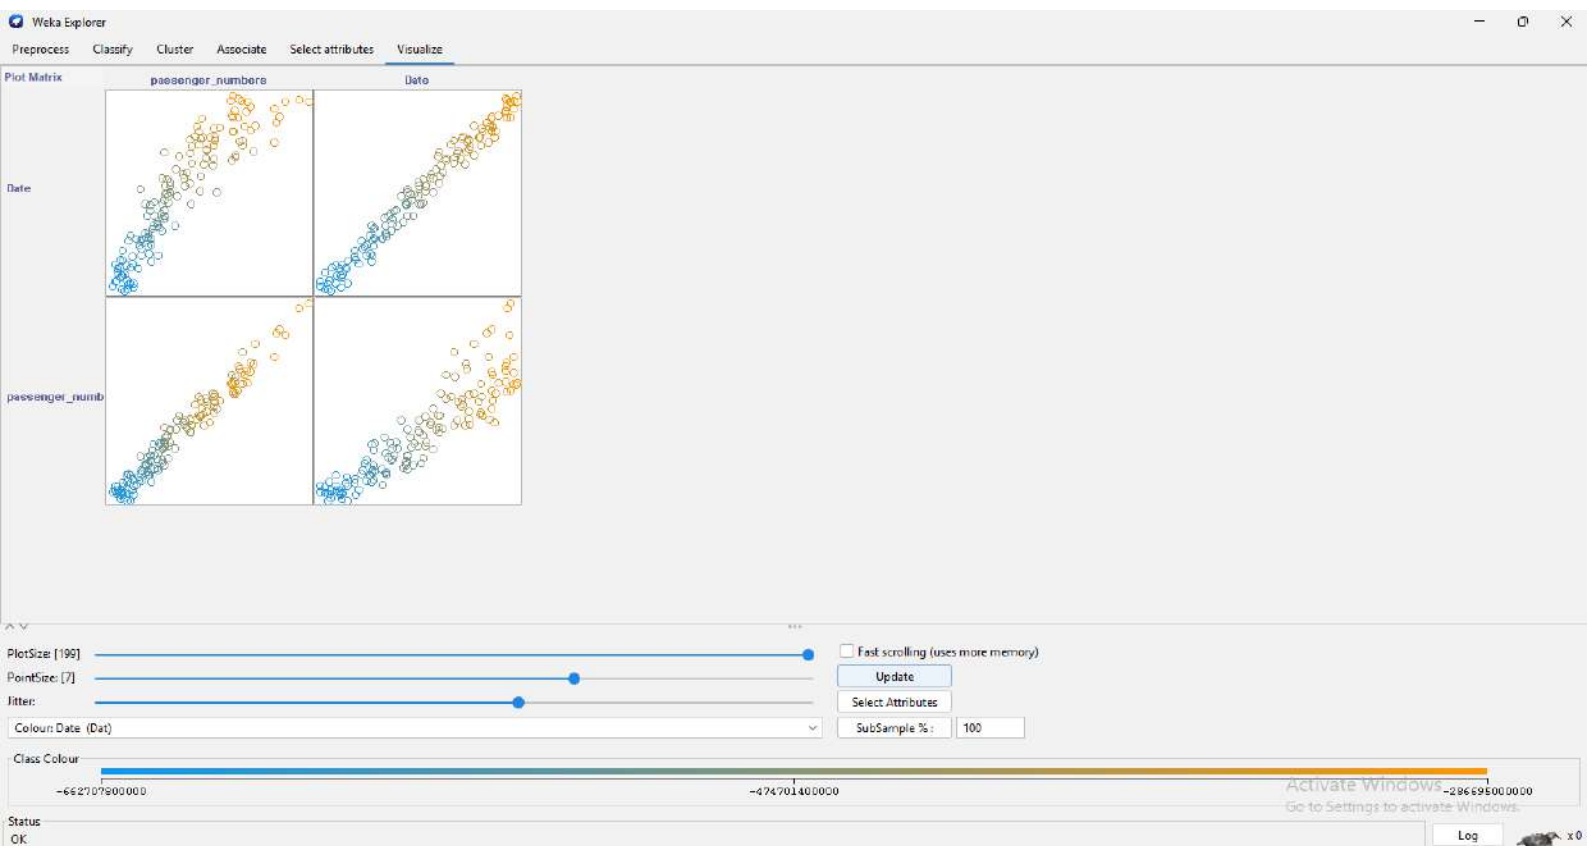 Weka Explorer
Preprocess Classify Cluster Associate Select attributes Visualize
Plot Matrix passenger_numbers Date
Date
passenger_numb
PlotSize: [199]
Fast scrolling (uses more memory)
PointSize: [7]
Update
Jitter:
Select Attributes
Colour: Date (Dat)
SubSample % : 100
Class Colour
-662707800000 -474701400000 -286695000000
Activate Windows
Go to Settings to activate Windows.
Status
OK
Log x 0